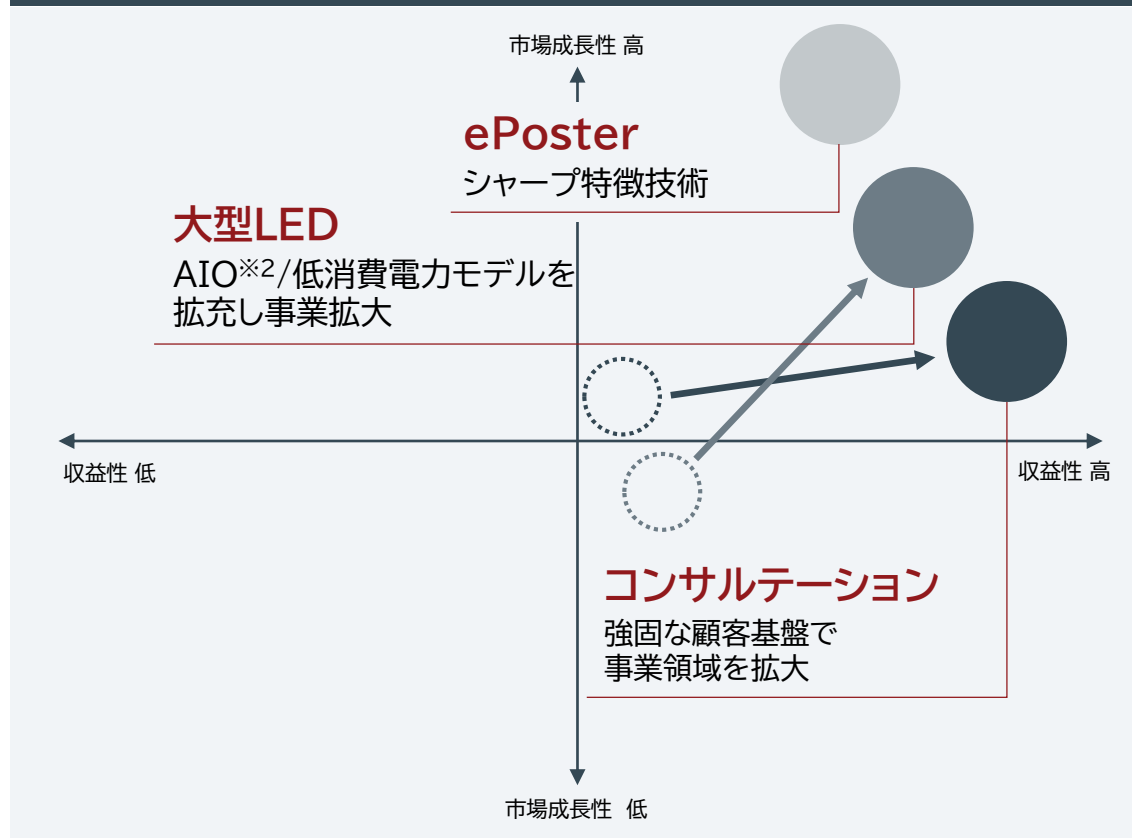 市場成長性 高
ePoster
シャープ特徴技術
大型LED
AIO※2/低消費電力モデルを
拡充し事業拡大
収益性 低
収益性 高
コンサルテーション
強固な顧客基盤で
事業領域を拡大
市場成長性 低